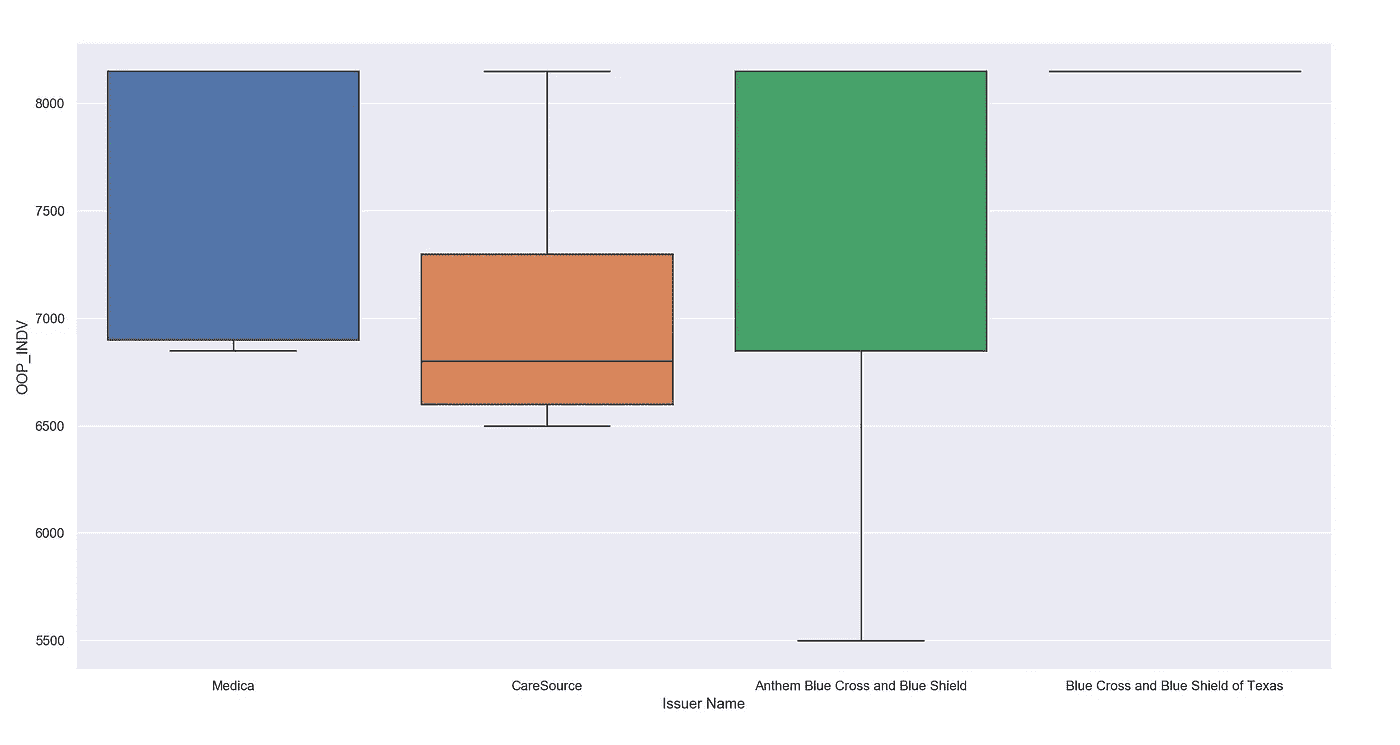 8000
7500
7000
6500
6000
5500
OOP_INDV
Medica
CareSource
Anthem Blue Cross and Blue Shield
Blue Cross and Blue Shield of Texas
Issuer Name